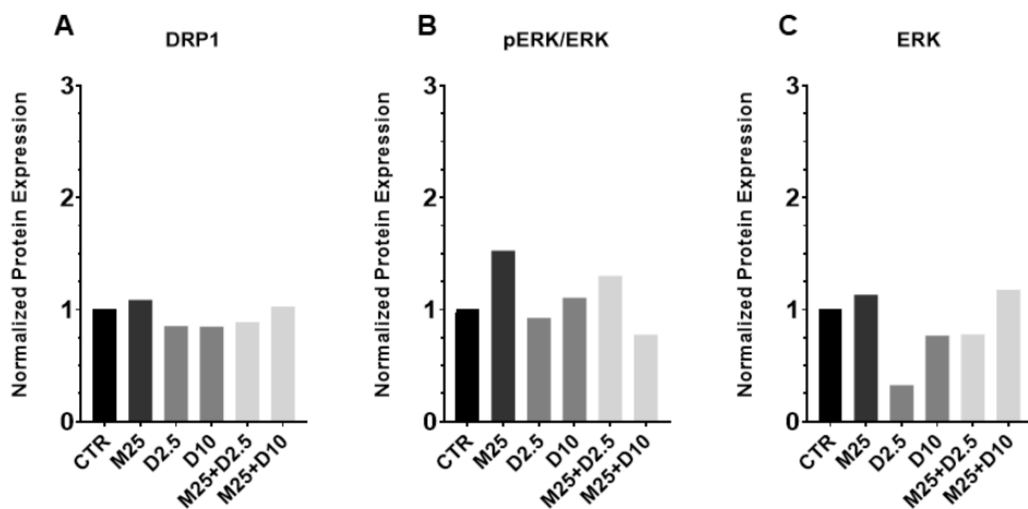 A
DRP1
Normalized Protein Expression
3
2
1
0
CTR
M25
D2.5
D10
M25+D2.5
M25+D10
B
pERK/ERK
Normalized Protein Expression
3
2
1
0
CTR
M25
D2.5
D10
M25+D2.5
M25+D10
C
ERK
Normalized Protein Expression
3
2
1
0
CTR
M25
D2.5
D10
M25+D2.5
M25+D10